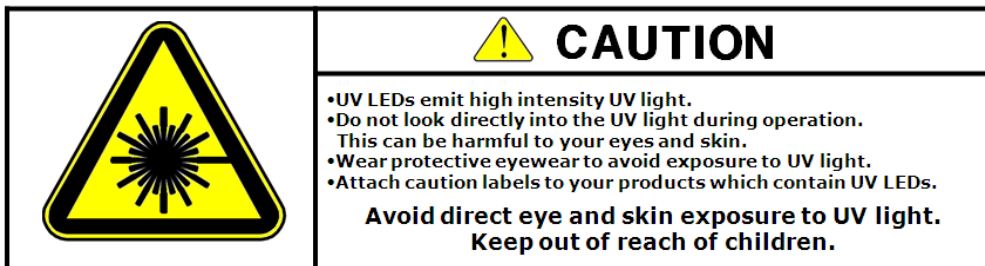 CAUTION
•UV LEDs emit high intensity UV light.
•Do not look directly into the UV light during operation.
This can be harmful to your eyes and skin.
•Wear protective eyewear to avoid exposure to UV light.
•Attach caution labels to your products which contain UV LEDs.
Avoid direct eye and skin exposure to UV light.
Keep out of reach of children.